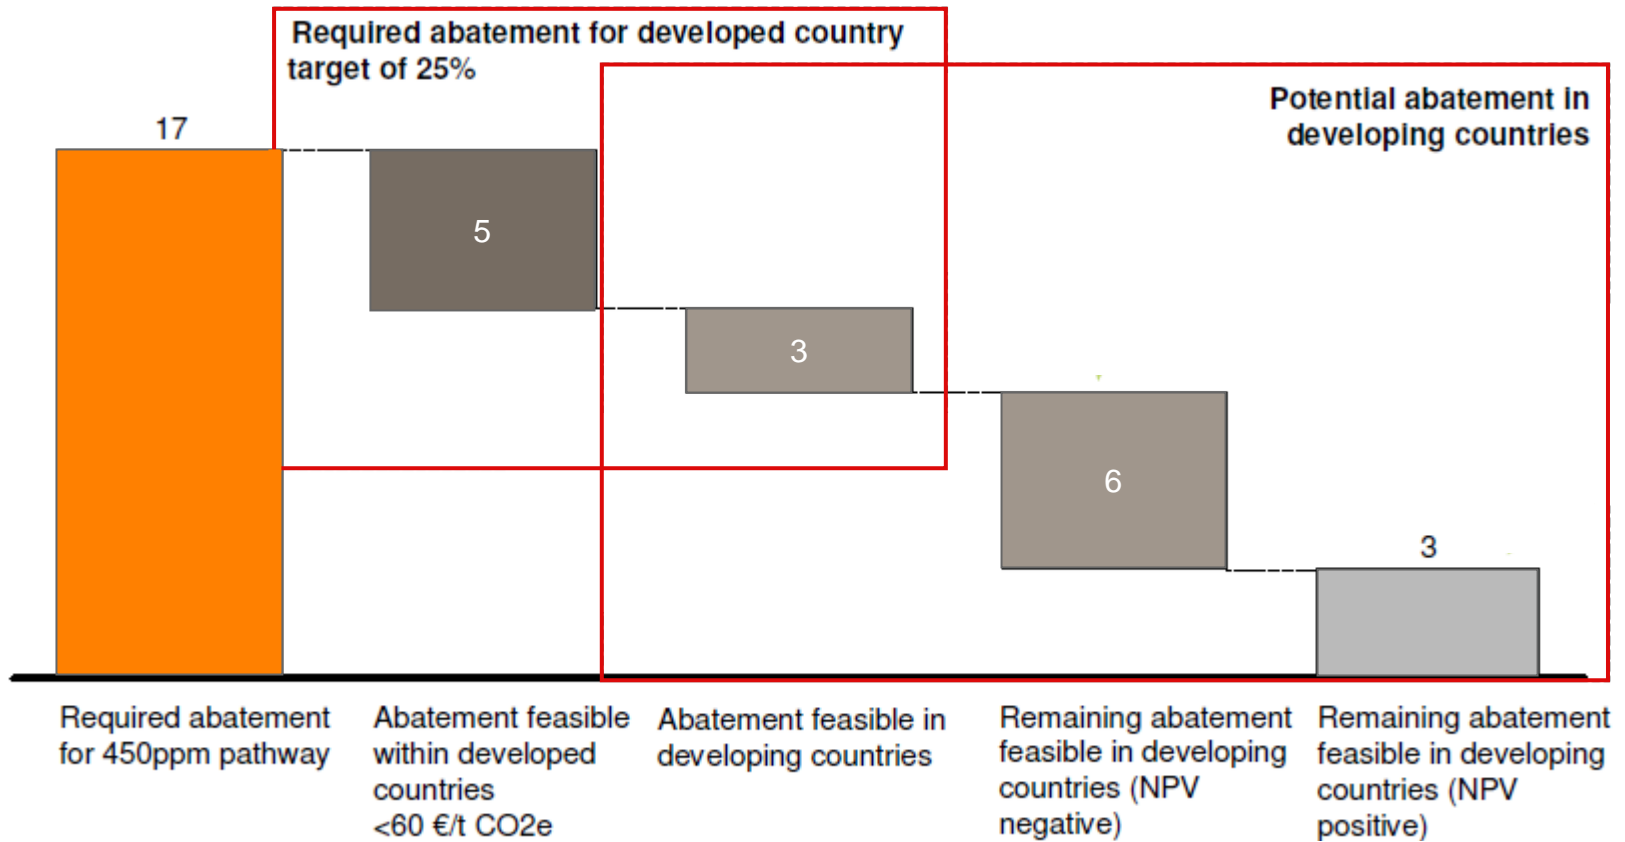 Required abatement for developed country
target of 25%
Potential abatement in
developing countries
17
5
3
6
3
Required abatement
for 450ppm pathway
Abatement feasible
within developed
countries
<60 €/t CO2e
Abatement feasible in
developing countries
Remaining abatement
feasible in developing
countries (NPV
negative)
Remaining abatement
feasible in developing
countries (NPV
positive)